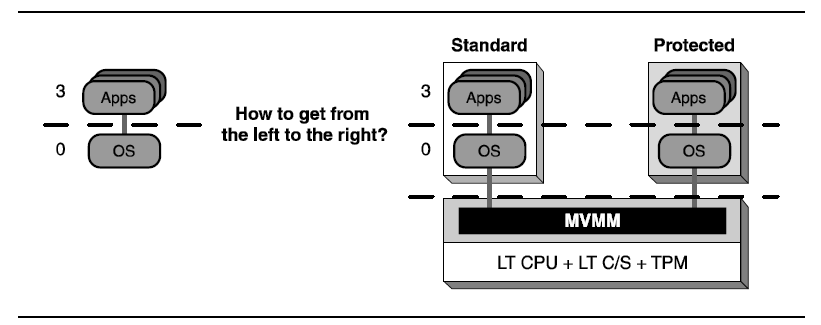 Standard
Protected
3
Apps
How to get from
the left to the right?
3
Apps
Apps
0
OS
0
OS
OS
MVMM
LT CPU + LT C/S + TPM